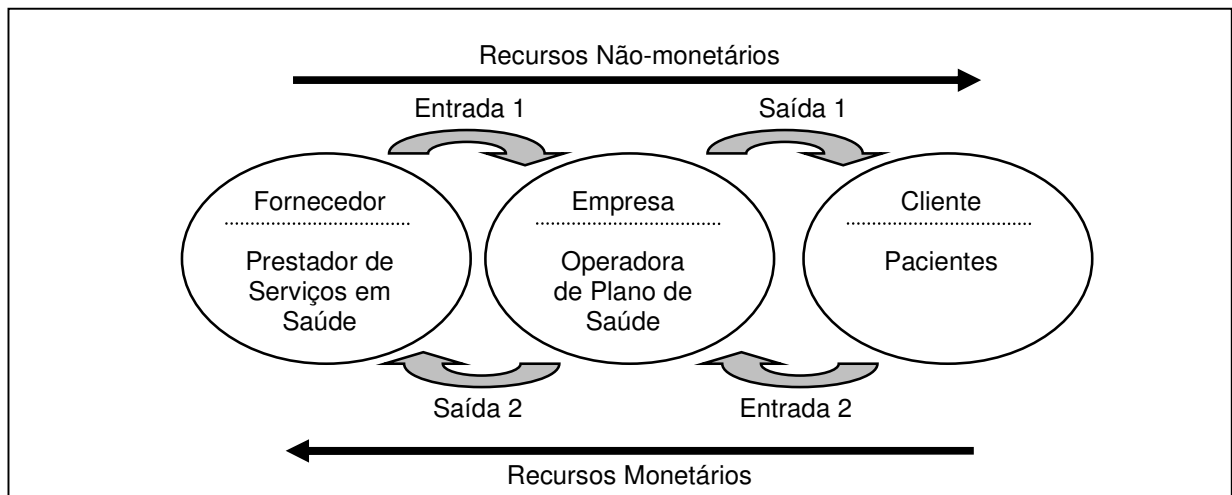 Recursos Não-monetários
Entrada 1
Saída 1
Fornecedor
Prestador de
Serviços em
Saúde
Empresa
Operadora
de Plano de
Saúde
Cliente
Pacientes
Saída 2
Entrada 2
Recursos Monetários